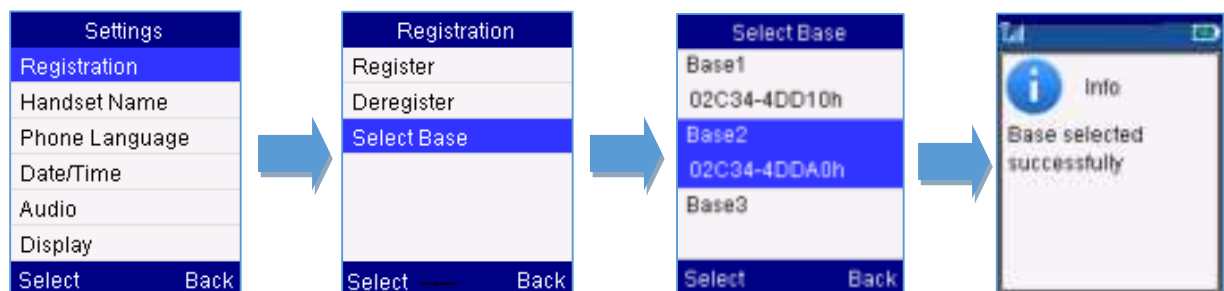 Settings
Registration
Handset Name
Phone Language
Date/Time
Audio
Display
Select Back
Registration
Register
Deregister
Select Base
Select Back
Select Base
Base1
02C34-4DD10h
Base2
02C34-4DDA0h
Base3
Select Back
i Info
Base selected
successfully